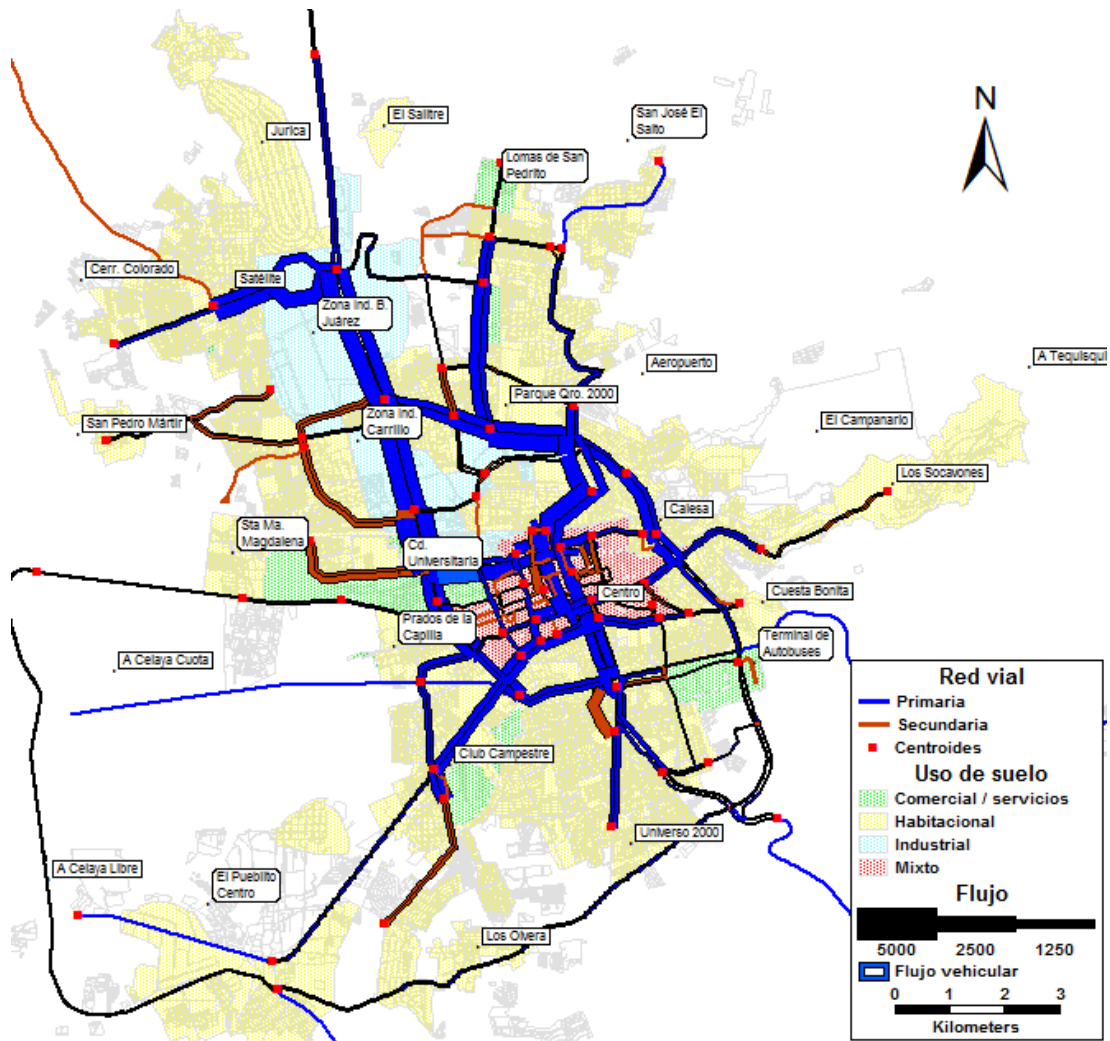 N
El Salitre
Jurica
San José El
Salto
Lomas de San
Pedrito
Cerr. Colorado
Satélite
Zona Ind. B.
Juárez
Aeropuerto
A Tequisqui
Parque Qro. 2000
San Pedro Mártir
Zona Ind.
Carrillo
El Campanario
Los Socavones
Calesa
Sta Ma.
Magdalena
Cd.
Universitaria
Centro
Cuesta Bonita
Prados de la
Capilla
Terminal de
Autobuses
A Celaya Cuota
Club Campestre
Universo 2000
A Celaya Libre
El Pueblito
Centro
Los Olvera
Red vial
Primaria
Secundaria
Centroides
Uso de suelo
Comercial / servicios
Habitacional
Industrial
Mixto
Flujo
5000 2500 1250
Flujo vehicular
0 1 2 3
Kilometers